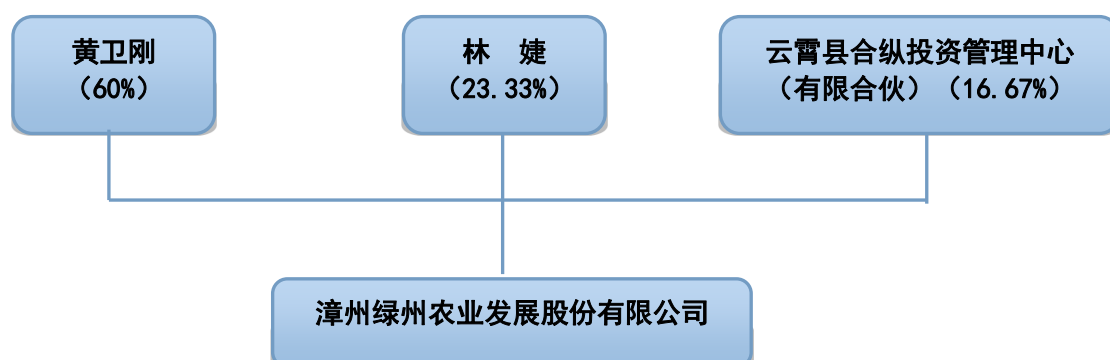 黄卫刚
（60%）
林　婕
（23.33%）
云霄县合纵投资管理中心
（有限合伙）（16.67%）
漳州绿州农业发展股份有限公司